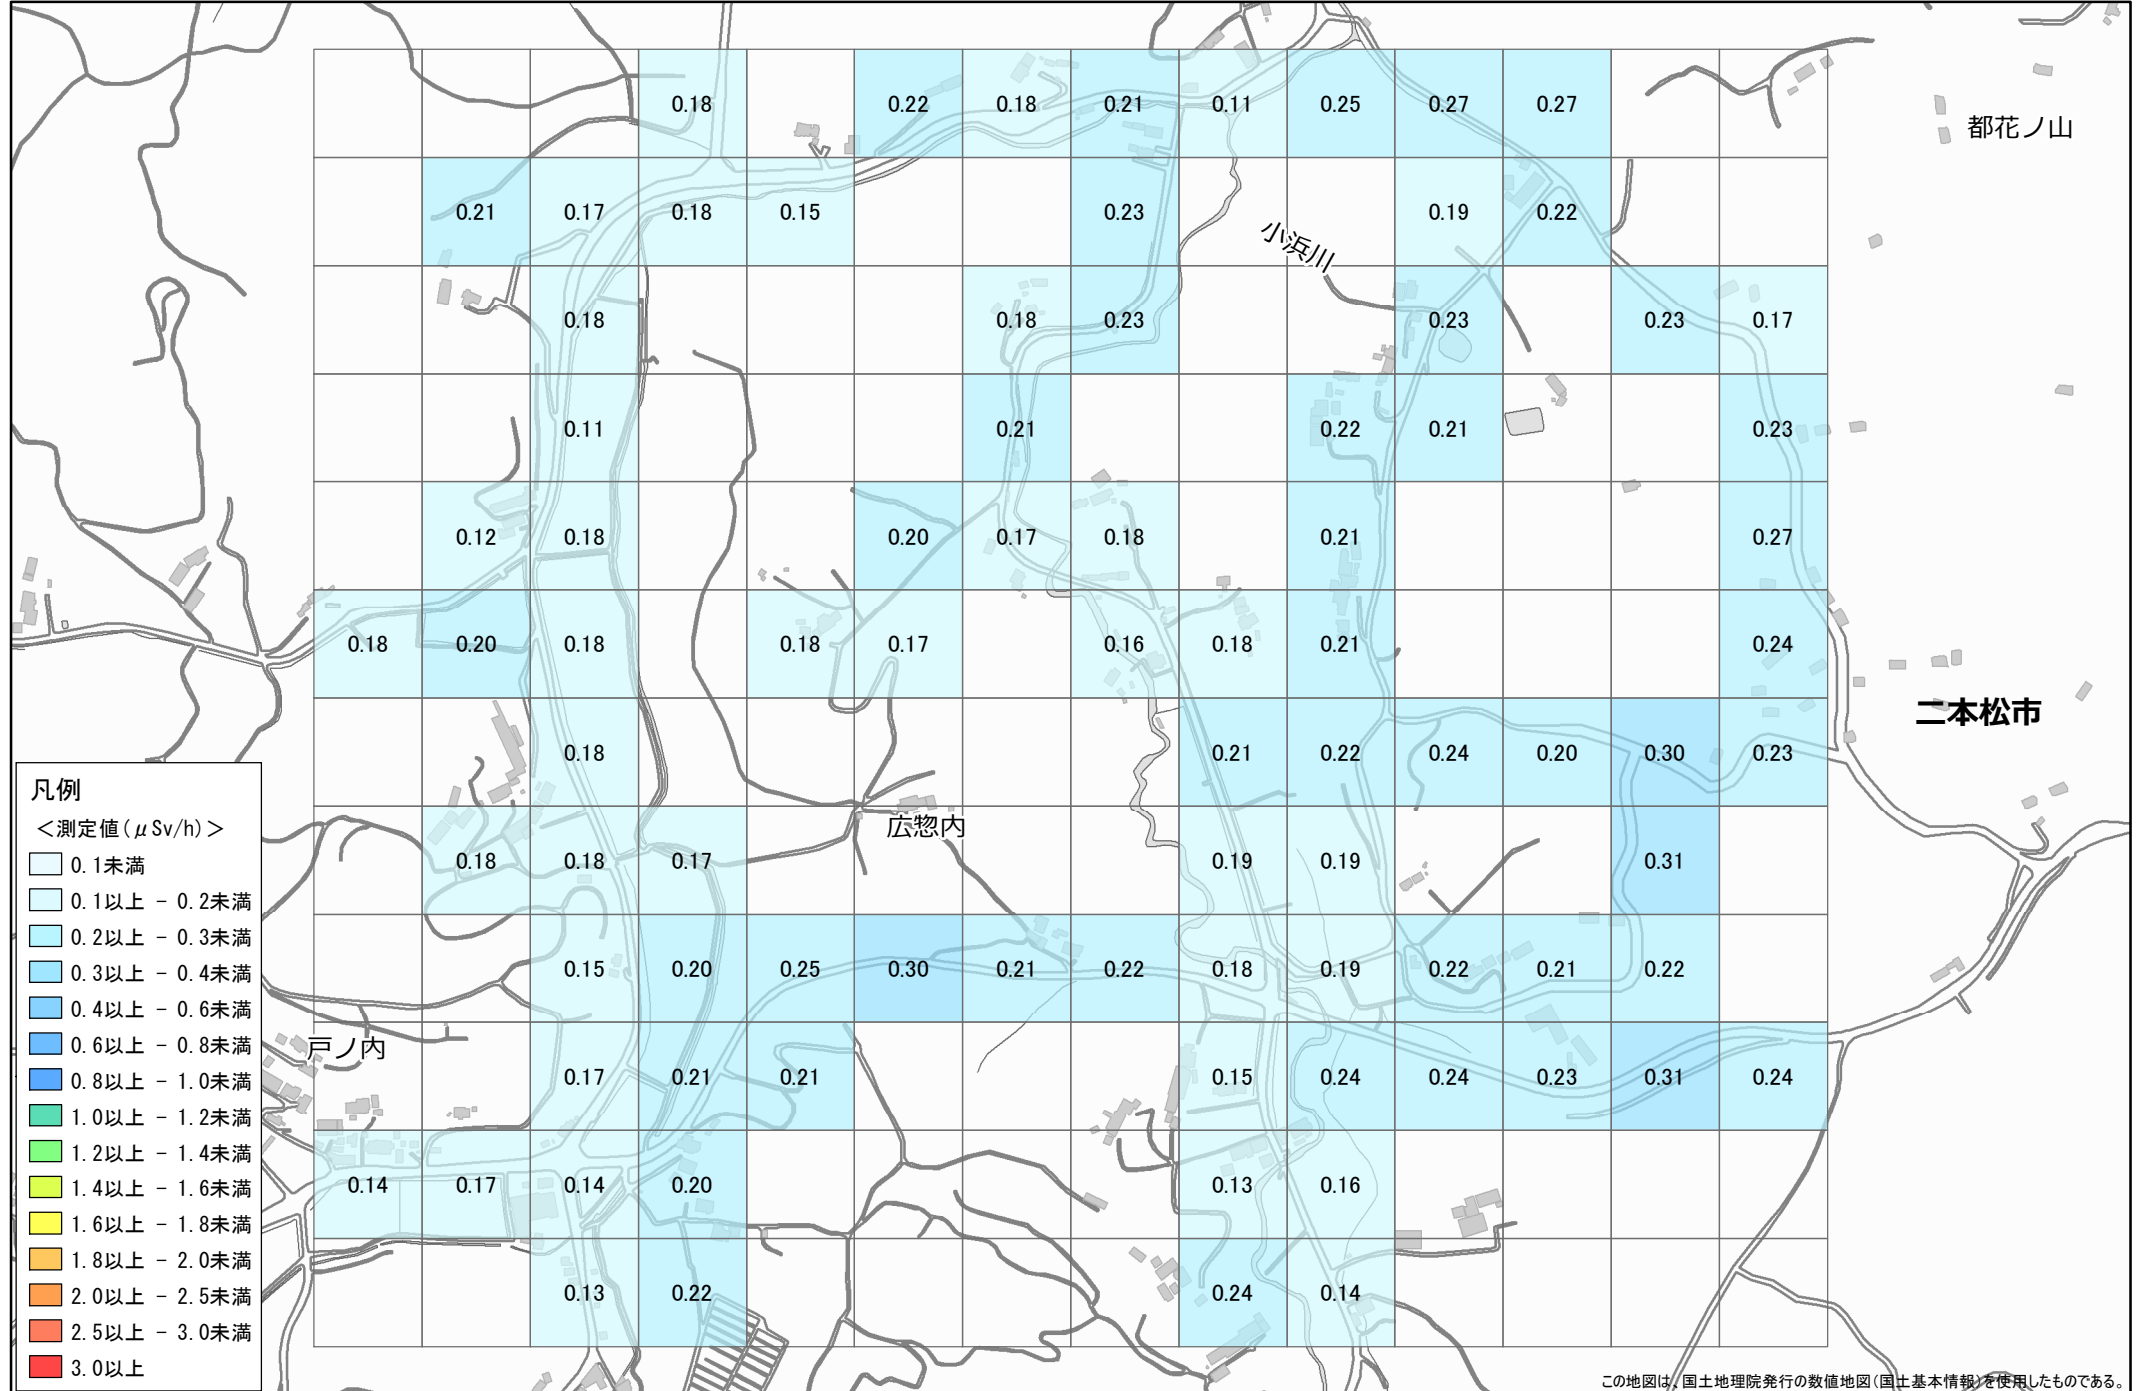 0.18 0.22 0.18 0.21 0.11 0.25 0.27 0.27
都花ノ山
0.21 0.17 0.18 0.15 0.23 0.19 0.22
小浜川
0.18 0.18 0.23 0.23 0.23 0.17
0.11 0.21 0.22 0.21 0.23
0.12 0.18 0.20 0.17 0.18 0.21 0.27
0.18 0.20 0.18 0.18 0.17 0.16 0.18 0.21 0.24
二本松市
0.18 0.21 0.22 0.24 0.20 0.30 0.23
広惣内
0.18 0.18 0.17 0.19 0.19 0.31
0.15 0.20 0.25 0.30 0.21 0.22 0.18 0.19 0.22 0.21 0.22
戸ノ内
0.17 0.21 0.21 0.15 0.24 0.24 0.23 0.31 0.24
0.14 0.17 0.14 0.20 0.13 0.16
0.13 0.22 0.24 0.14
凡例
＜測定値(μSv/h)＞
0.1未満
0.1以上 - 0.2未満
0.2以上 - 0.3未満
0.3以上 - 0.4未満
0.4以上 - 0.6未満
0.6以上 - 0.8未満
0.8以上 - 1.0未満
1.0以上 - 1.2未満
1.2以上 - 1.4未満
1.4以上 - 1.6未満
1.6以上 - 1.8未満
1.8以上 - 2.0未満
2.0以上 - 2.5未満
2.5以上 - 3.0未満
3.0以上
この地図は、国土地理院発行の数値地図(国土基本情報)を使用したものである。